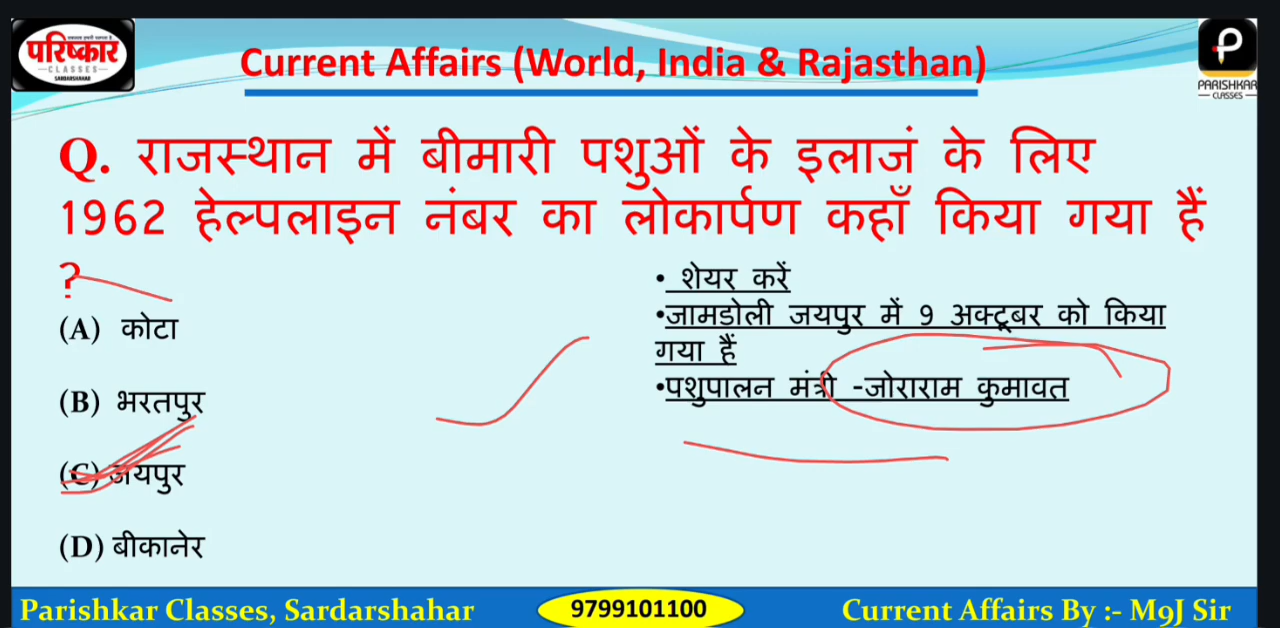 परिष्कार
CLASSES
SARDARSHAHAR
Current Affairs (World, India & Rajasthan)
PARISHKAR
CLASSES
Q. राजस्थान में बीमारी पशुओं के इलाजं के लिए
1962 हेल्पलाइन नंबर का लोकार्पण कहाँ किया गया हैं
?
(A) कोटा
(B) भरतपुर
(C) जयपुर
(D) बीकानेर
• शेयर करें
•जामडोली जयपुर में 9 अक्टूबर को किया
गया हैं
•पशुपालन मंत्री -जोराराम कुमावत
Parishkar Classes, Sardarshahar
9799101100
Current Affairs By :- M9J Sir